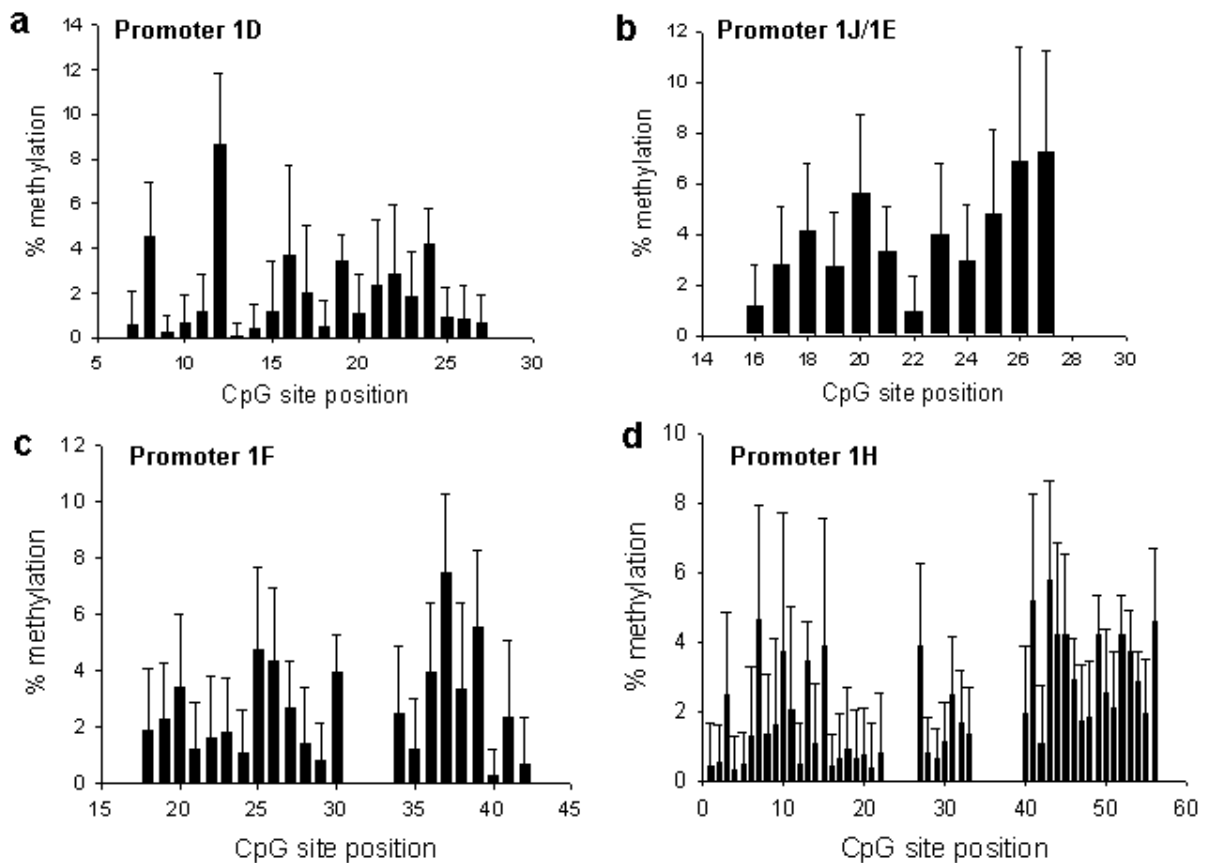 a Promoter 1D
14
12
10
8
6
4
2
0
% methylation
5 10 15 20 25 30
CpG site position
b Promoter 1J/1E
12
10
8
6
4
2
0
% methylation
14 16 18 20 22 24 26 28 30
CpG site position
c Promoter 1F
12
10
8
6
4
2
0
% methylation
15 20 25 30 35 40 45
CpG site position
d Promoter 1H
10
8
6
4
2
0
% methylation
0 10 20 30 40 50 60
CpG site position